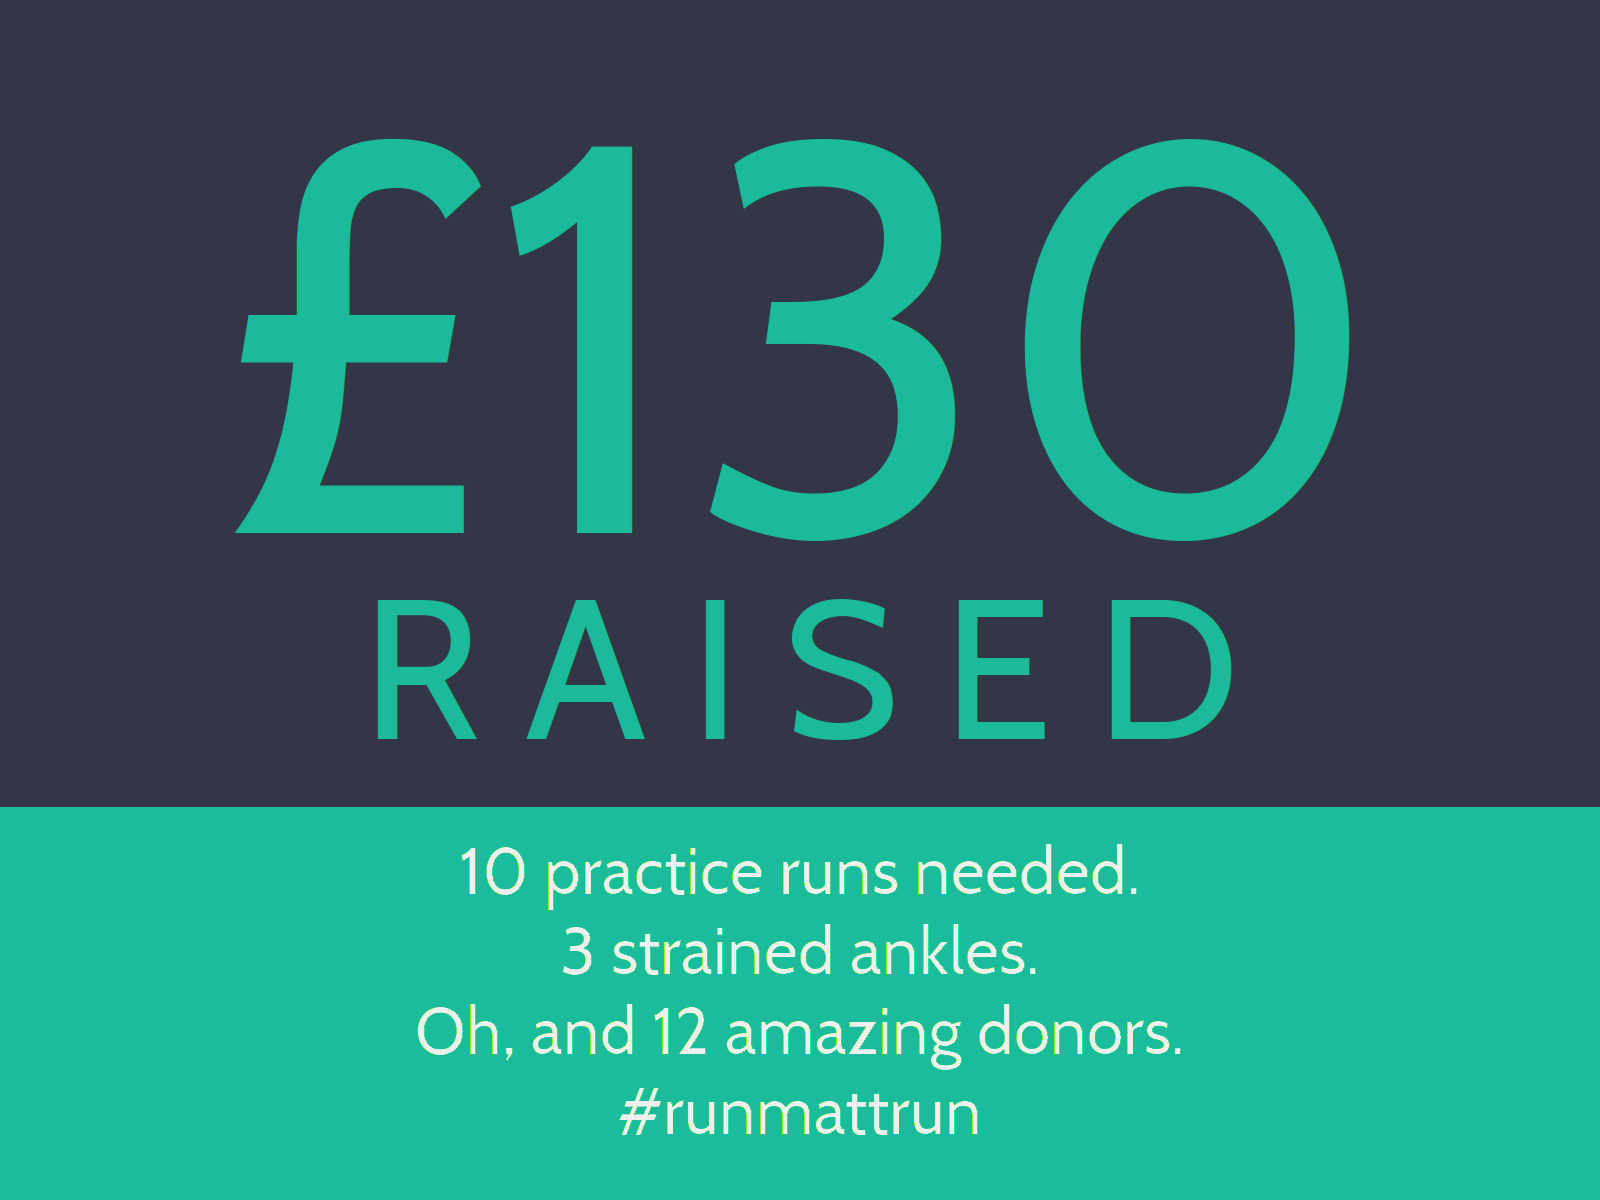 £130
RAISED
10 practice runs needed.
3 strained ankles.
Oh, and 12 amazing donors.
#runmattrun